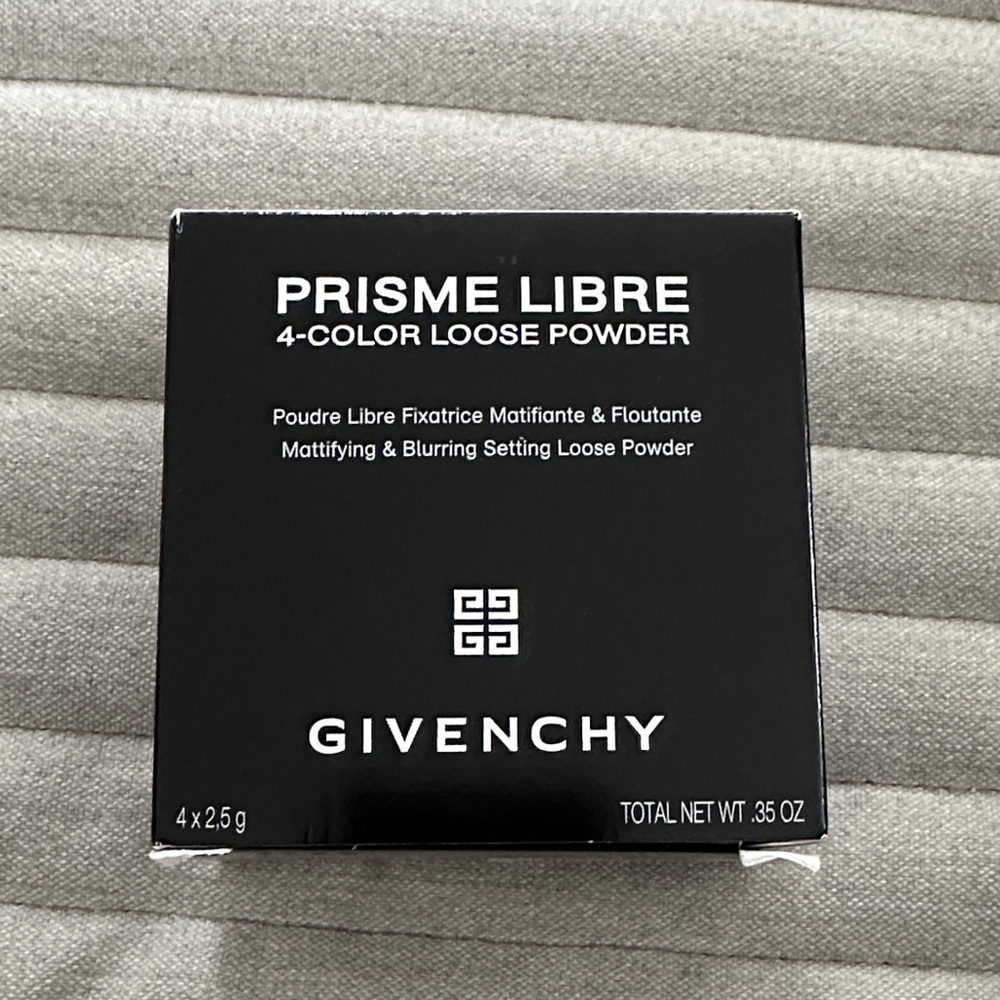 PRISME LIBRE
4-COLOR LOOSE POWDER
Poudre Libre Fixatrice Matifiante & Floutante
Mattifying & Blurring Setting Loose Powder
GIVENCHY
4 x 2,5 g
TOTAL NET WT .35 OZ